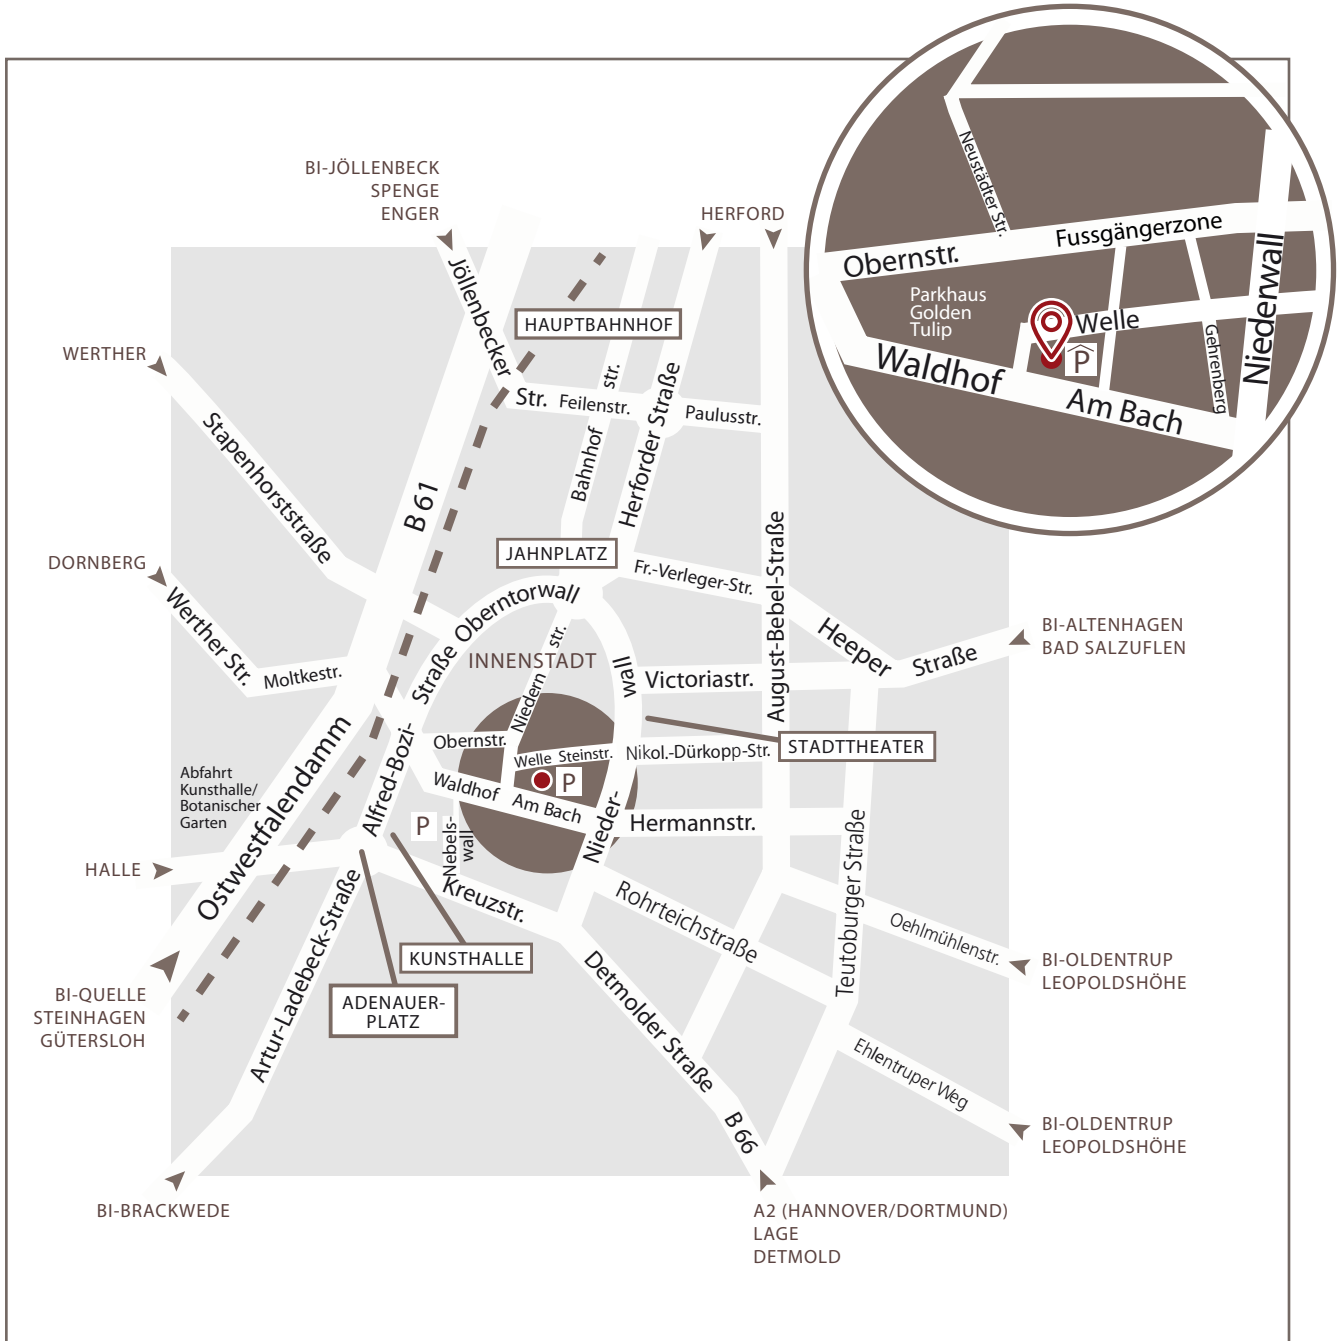 BI-JÖLLENBECK
SPENGE
ENGER
HERFORD
WERTHER
DORNBERG
HALLE
BI-QUELLE
STEINHAGEN
GÜTERSLOH
BI-BRACKWEDE
A2 (HANNOVER/DORTMUND)
LAGE
DETMOLD
BI-OLDENTRUP
LEOPOLDSHÖHE
BI-OLDENTRUP
LEOPOLDSHÖHE
BI-ALTENHAGEN
BAD SALZUFLEN
Neustädter Str.
Obernstr.
Fussgängerzone
Parkhaus
Golden
Tulip
Welle
P
Gehrenberg
Niederwall
Waldhof
Am Bach
Jöllenbecker
Str.
HAUPTBAHNHOF
Feilenstr.
Paulusstr.
Bahnhof
str.
Herforder Straße
Stapenhorststraße
B 61
JAHNPLATZ
Fr.-Verleger-Str.
August-Bebel-Straße
Heeper
Straße
Werther Str.
Moltkestr.
Oberntorwall
Straße
Alfred-Bozi-
INNENSTADT
Niedern
str.
wall
Victoriastr.
STADTTHEATER
Obernstr.
Welle
Steinstr.
Nikol.-Dürkopp-Str.
Waldhof
P
Am Bach
Nieder-
Hermannstr.
Abfahrt
Kunsthalle/
Botanischer
Garten
Ostwestfalendamm
P
Nebels-
wall
Kreuzstr.
Rohrteichstraße
Teutoburger Straße
Oehlmühlenstr.
KUNSTHALLE
ADENAUER-
PLATZ
Artur-Ladebeck-Straße
Detmolder Straße
B 66
Ehlentruper Weg